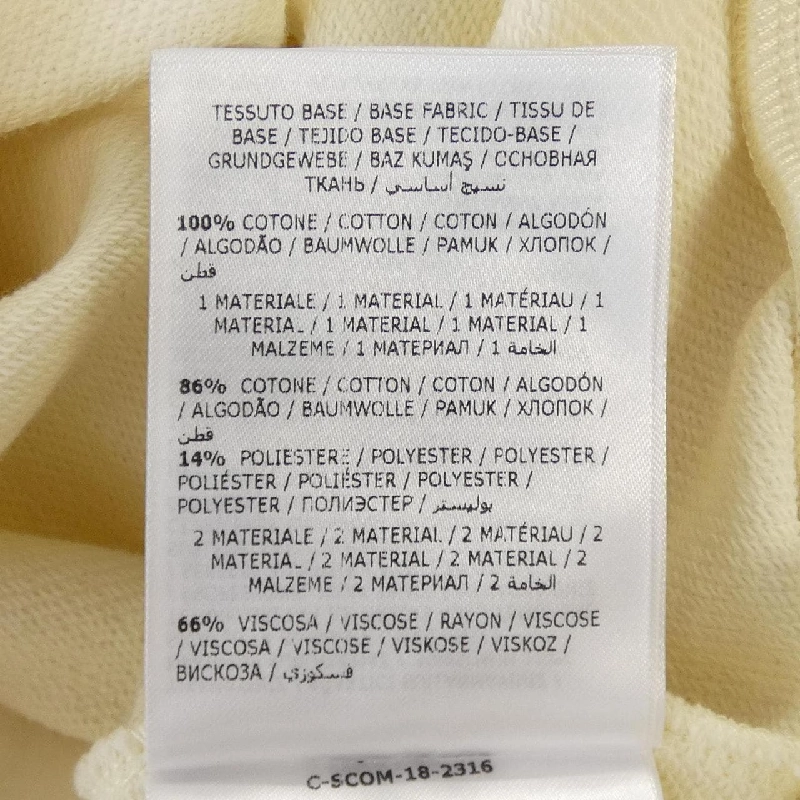 TESSUTO BASE / BASE FABRIC / TISSU DE
BASE / TEJIDO BASE / TECIDO-BASE /
GRUNDGEWEBE / BAZ KUMAŞ / ОСНОВНАЯ
ТКАНЬ / نسيج أساسي
100% COTONE / COTTON / COTON / ALGODÓN
/ ALGODÃO / BAUMWOLLE / PAMUK / ХЛОПОК /
قطن
1 MATERIALE / 1 MATERIAL / 1 MATÉRIAU / 1
MATERIAL / 1 MATERIAL / 1 MATERIAL / 1
MALZEME / 1 МАТЕРИАЛ / 1 الخامة
86% COTONE / COTTON / COTON / ALGODÓN
/ ALGODÃO / BAUMWOLLE / PAMUK / ХЛОПОК /
قطن
14% POLIESTERE / POLYESTER / POLYESTER /
POLIÉSTER / POLIÉSTER / POLYESTER /
POLYESTER / ПОЛИЭСТЕР / بوليستر
2 MATERIALE / 2 MATERIAL / 2 MATÉRIAU / 2
MATERIAL / 2 MATERIAL / 2 MATERIAL / 2
MALZEME / 2 МАТЕРИАЛ / 2 الخامة
66% VISCOSA / VISCOSE / RAYON / VISCOSE
/ VISCOSA / VISCOSE / VISKOSE / VISKOZ /
ВИСКОЗА / فسكوزي
C-SCOM-18-2316